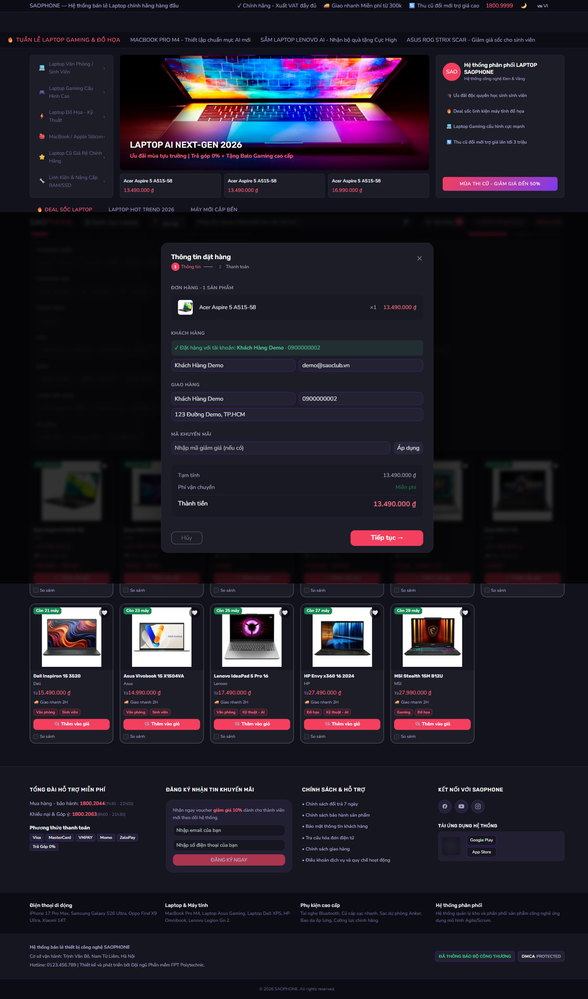 SAOPHONE — Hệ thống bán lẻ Laptop chính hãng hàng đầu
✓ Chính hãng - Xuất VAT đầy đủ
🚚 Giao nhanh Miễn phí từ 300k
🔄 Thu cũ đổi mới trợ giá cao
1800.9999
🌙
VN VI
🔥 TUẦN LỄ LAPTOP GAMING & ĐỒ HỌA
MACBOOK PRO M4 - Thiết lập chuẩn mực AI mới
SẮM LAPTOP LENOVO AI - Nhận bộ quà tặng Cực High
ASUS ROG STRIX SCAR - Giảm giá sốc cho sinh viên
Laptop Văn Phòng /
Sinh Viên
Laptop Gaming Cấu
Hình Cao
Laptop Đồ Họa - Kỹ
Thuật
MacBook / Apple Silicon
Laptop Cũ Giá Rẻ Chính
Hãng
Linh Kiện & Nâng Cấp
RAM/SSD
LAPTOP AI NEXT-GEN 2026
Ưu đãi mùa tựu trường | Trả góp 0% + Tặng Balo Gaming cao cấp
Acer Aspire 5 A515-58
13.490.000 ₫
Acer Aspire 5 A515-58
13.490.000 ₫
Acer Aspire 5 A515-58
16.990.000 ₫
SAO
Hệ thống phân phối LAPTOP
SAOPHONE
Hệ thống công nghệ Đen & Vàng
Ưu đãi độc quyền học sinh sinh viên
Deal sốc linh kiện máy tính đồ họa
Laptop Gaming cấu hình cực mạnh
Thu cũ đổi mới trợ giá lên tới 3 triệu
MÙA THI CỬ - GIẢM GIÁ ĐẾN 50%
🔥 DEAL SỐC LAPTOP
LAPTOP HOT TREND 2026
MÁY MỚI CẬP BẾN
Thông tin đặt hàng
1 Thông tin — 2 Thanh toán
ĐƠN HÀNG · 1 SẢN PHẨM
Acer Aspire 5 A515-58
×1 13.490.000 ₫
KHÁCH HÀNG
✓ Đặt hàng với tài khoản: Khách Hàng Demo · 0900000002
Khách Hàng Demo
demo@saoclub.vn
GIAO HÀNG
Khách Hàng Demo
0900000002
123 Đường Demo, TP.HCM
MÃ KHUYẾN MÃI
Nhập mã giảm giá (nếu có)
Áp dụng
Tạm tính 13.490.000 ₫
Phí vận chuyển Miễn phí
Thành tiền 13.490.000 ₫
Hủy
Tiếp tục →
So sánh
So sánh
So sánh
So sánh
So sánh
So sánh
Còn 21 máy
Dell Inspiron 15 3520
Dell
Từ15.490.000 ₫
🚚 Giao nhanh 2H
Văn phòng Sinh viên
Thêm vào giỏ
So sánh
Còn 23 máy
ASUS Vivobook
Asus Vivobook 15 X1504VA
Asus
Từ14.990.000 ₫
🚚 Giao nhanh 2H
Văn phòng Sinh viên
Thêm vào giỏ
So sánh
Còn 25 máy
Lenovo IdeaPad 5 Pro 16
Lenovo
Từ17.490.000 ₫
🚚 Giao nhanh 2H
Văn phòng Kỹ thuật - AI
Thêm vào giỏ
So sánh
Còn 27 máy
HP Envy x360 16 2024
HP
Từ27.490.000 ₫
🚚 Giao nhanh 2H
Đồ họa Kỹ thuật - AI
Thêm vào giỏ
So sánh
Còn 29 máy
MSI Stealth 15M B12U
MSI
Từ27.990.000 ₫
🚚 Giao nhanh 2H
Gaming Đồ họa
Thêm vào giỏ
So sánh
TỔNG ĐÀI HỖ TRỢ MIỄN PHÍ
Mua hàng - bảo hành: 1800.2044(7h30 - 22h00)
Khiếu nại & Góp ý: 1800.2063(8h00 - 21h30)
Phương thức thanh toán
Visa MasterCard VNPAY Momo ZaloPay
Trả Góp 0%
ĐĂNG KÝ NHẬN TIN KHUYẾN MÃI
Nhận ngay voucher giảm giá 10% dành cho thành viên
mới theo dõi hệ thống.
Nhập email của bạn
Nhập số điện thoại của bạn
ĐĂNG KÝ NGAY
CHÍNH SÁCH & HỖ TRỢ
• Chính sách đổi trả 7 ngày
• Chính sách bảo hành sản phẩm
• Bảo mật thông tin khách hàng
• Tra cứu hóa đơn điện tử
• Chính sách giao hàng
• Điều khoản dịch vụ và quy chế hoạt động
KẾT NỐI VỚI SAOPHONE
TẢI ỨNG DỤNG HỆ THỐNG
Google Play
App Store
Điện thoại di động
iPhone 17 Pro Max, Samsung Galaxy S26 Ultra, Oppo Find X9
Ultra, Xiaomi 14T.
Laptop & Máy tính
MacBook Pro M4, Laptop Asus Gaming, Laptop Dell XPS, HP
Omnibook, Lenovo Legion Go 2.
Phụ kiện cao cấp
Tai nghe Bluetooth, Củ cáp sạc nhanh, Sạc dự phòng Anker,
Bao da ốp lưng, Cường lực chính hãng.
Hệ thống phân phối
Hệ thống quản lý kho và phân phối sản phẩm công nghệ ứng
dụng mô hình Agile/Scrum.
Hệ thống bán lẻ thiết bị công nghệ SAOPHONE
Cơ sở vận hành: Trịnh Văn Bô, Nam Từ Liêm, Hà Nội
Hotline: 0123.456.789 | Thiết kế và phát triển bởi Đội ngũ Phần mềm FPT Polytechnic.
ĐÃ THÔNG BÁO BỘ CÔNG THƯƠNG
DMCA PROTECTED
© 2026 SAOPHONE. All rights reserved.